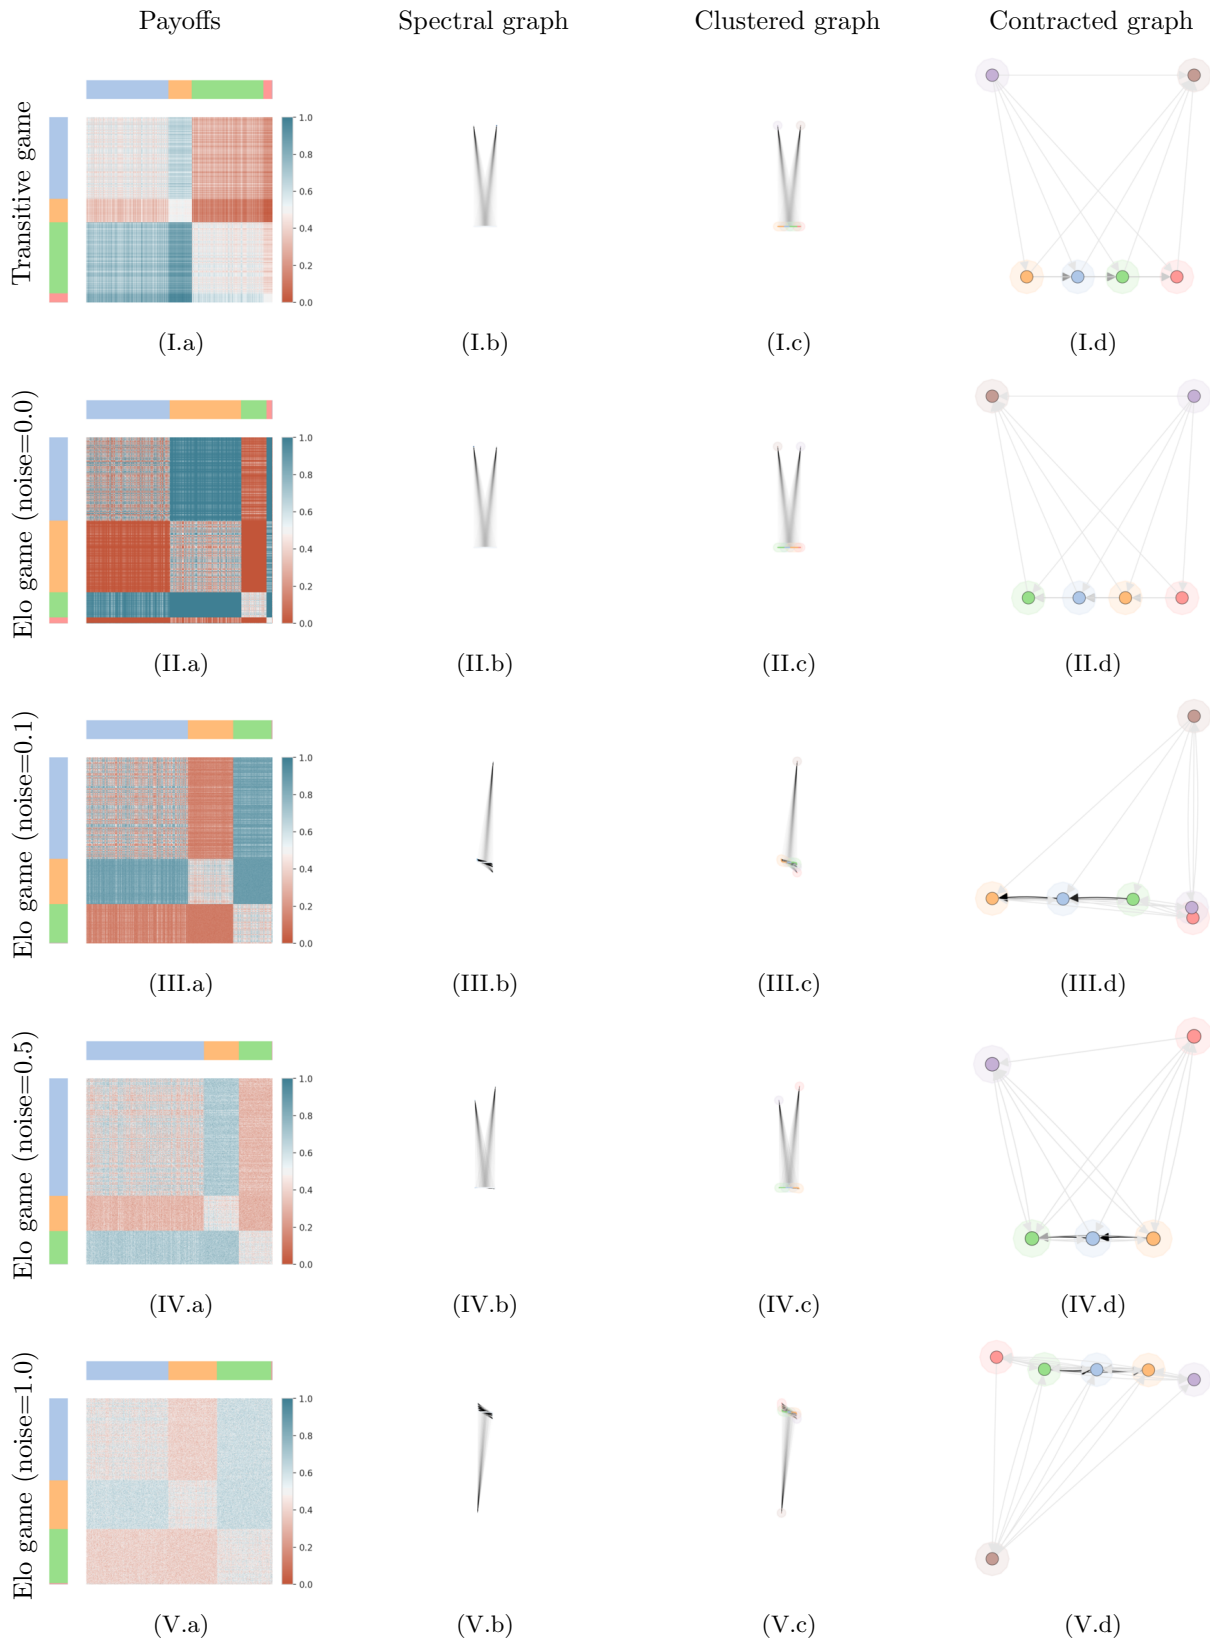 Payoffs Spectral graph Clustered graph Contracted graph
Transitive game
1.0
0.8
0.6
0.4
0.2
0.0
(I.a) (I.b) (I.c) (I.d)
Elo game (noise=0.0)
1.0
0.8
0.6
0.4
0.2
0.0
(II.a) (II.b) (II.c) (II.d)
Elo game (noise=0.1)
1.0
0.8
0.6
0.4
0.2
0.0
(III.a) (III.b) (III.c) (III.d)
Elo game (noise=0.5)
1.0
0.8
0.6
0.4
0.2
0.0
(IV.a) (IV.b) (IV.c) (IV.d)
Elo game (noise=1.0)
1.0
0.8
0.6
0.4
0.2
0.0
(V.a) (V.b) (V.c) (V.d)